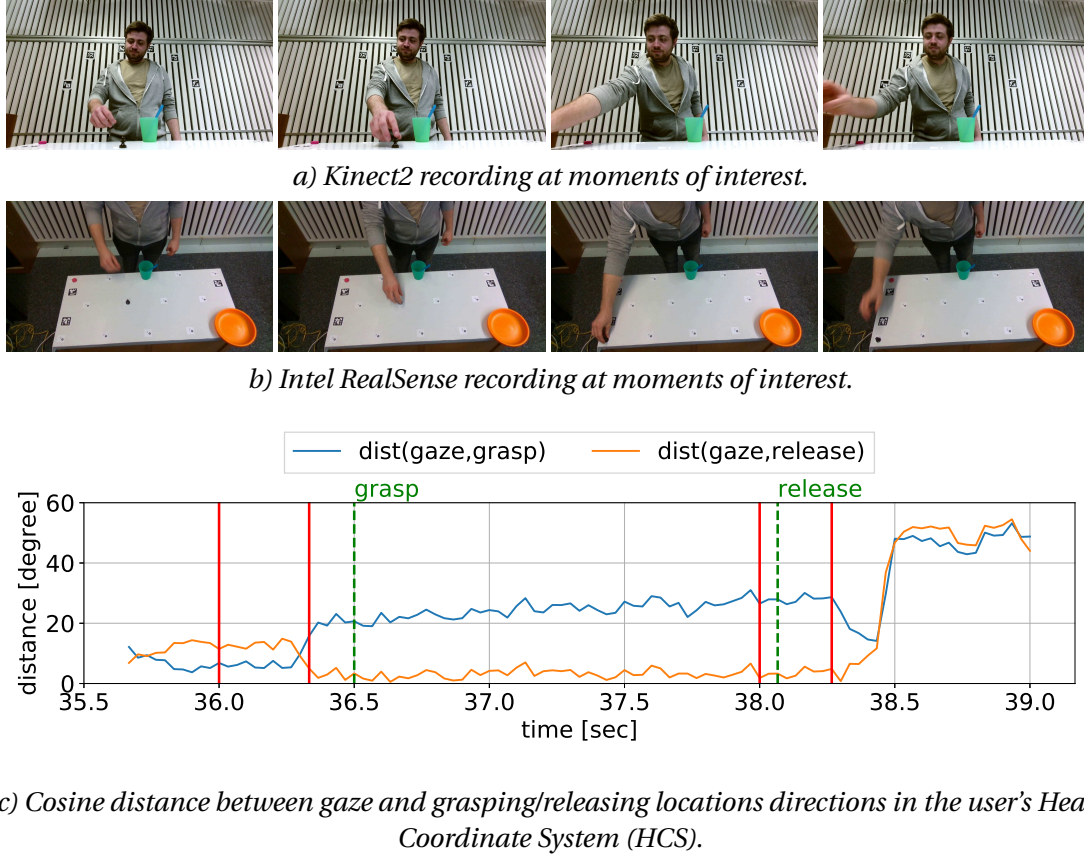 a) Kinect2 recording at moments of interest.
b) Intel RealSense recording at moments of interest.
dist(gaze,grasp) dist(gaze,release)
grasp release
distance [degree]
60
40
20
0
35.5 36.0 36.5 37.0 37.5 38.0 38.5 39.0
time [sec]
c) Cosine distance between gaze and grasping/releasing locations directions in the user's Hea
Coordinate System (HCS).